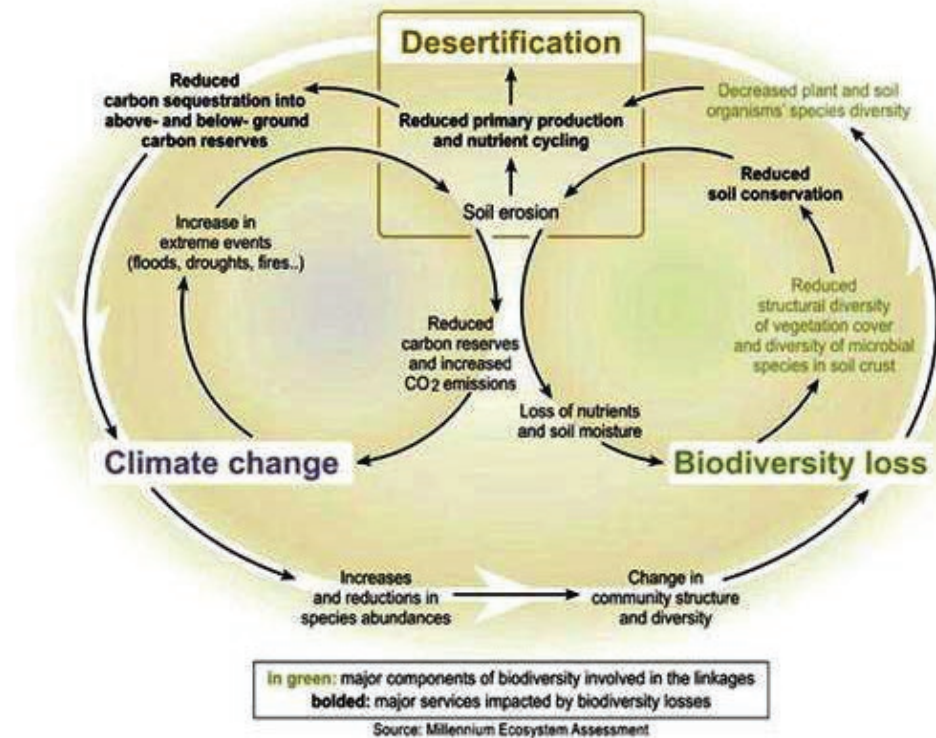 Desertification
Reduced
carbon sequestration into
above- and below- ground
carbon reserves
Reduced primary production
and nutrient cycling
Decreased plant and soil
organisms' species diversity
Reduced
soil conservation
Soil erosion
Increase in
extreme events
(floods, droughts, fires..)
Reduced
structural diversity
of vegetation cover
and diversity of microbial
species in soil crust
Reduced
carbon reserves
and increased
CO2 emissions
Loss of nutrients
and soil moisture
Climate change
Biodiversity loss
Increases
and reductions in
species abundances
Change in
community structure
and diversity
in green: major components of biodiversity involved in the linkages
bolded: major services impacted by biodiversity losses
Source: Millennium Ecosystem Assessment